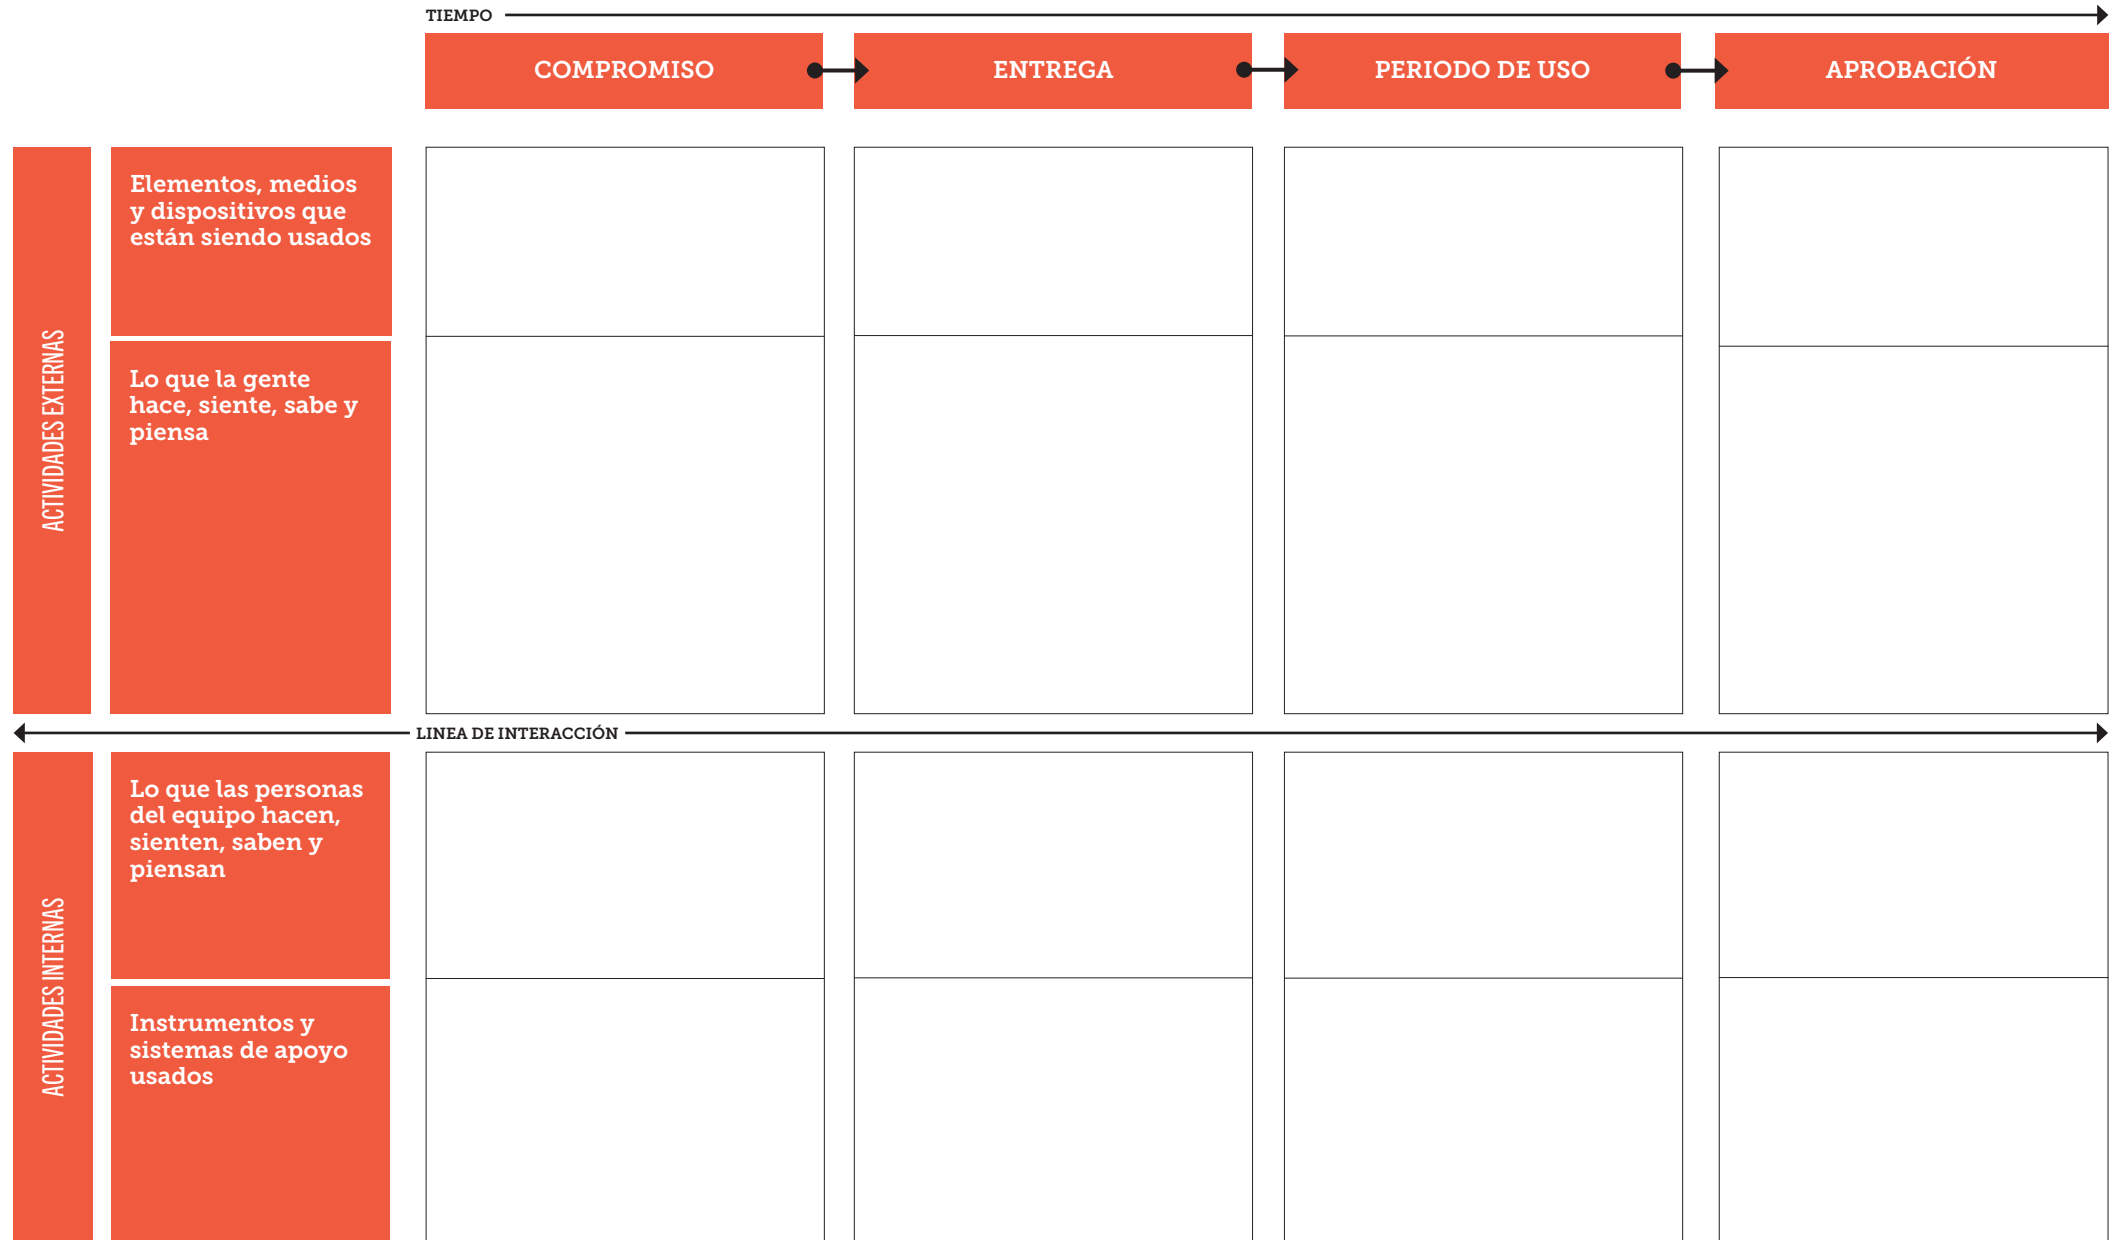 TIEMPO
COMPROMISO
ENTREGA
PERIODO DE USO
APROBACIÓN
ACTIVIDADES EXTERNAS
Elementos, medios
y dispositivos que
están siendo usados
Lo que la gente
hace, siente, sabe y
piensa
LINEA DE INTERACCIÓN
ACTIVIDADES INTERNAS
Lo que las personas
del equipo hacen,
sienten, saben y
piensan
Instrumentos y
sistemas de apoyo
usados